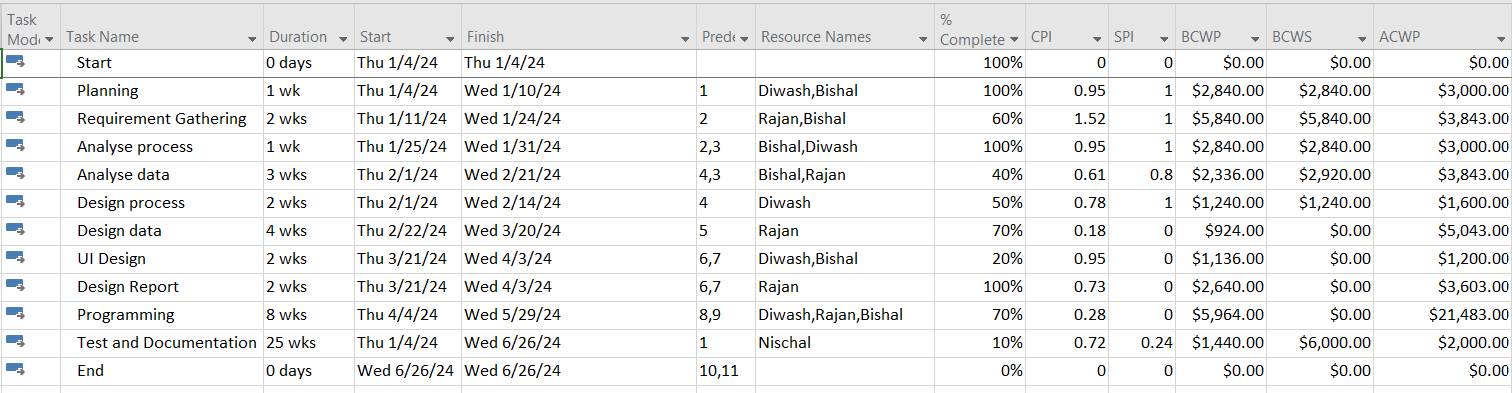 Task Mode Task Name Duration Start Finish Prede Resource Names % Complete CPI SPI BCWP BCWS ACWP
Start 0 days Thu 1/4/24 Thu 1/4/24 100% 0 0 $0.00 $0.00 $0.00
Planning 1 wk Thu 1/4/24 Wed 1/10/24 1 Diwash,Bishal 100% 0.95 1 $2,840.00 $2,840.00 $3,000.00
Requirement Gathering 2 wks Thu 1/11/24 Wed 1/24/24 2 Rajan,Bishal 60% 1.52 1 $5,840.00 $5,840.00 $3,843.00
Analyse process 1 wk Thu 1/25/24 Wed 1/31/24 2,3 Bishal,Diwash 100% 0.95 1 $2,840.00 $2,840.00 $3,000.00
Analyse data 3 wks Thu 2/1/24 Wed 2/21/24 4,3 Bishal,Rajan 40% 0.61 0.8 $2,336.00 $2,920.00 $3,843.00
Design process 2 wks Thu 2/1/24 Wed 2/14/24 4 Diwash 50% 0.78 1 $1,240.00 $1,240.00 $1,600.00
Design data 4 wks Thu 2/22/24 Wed 3/20/24 5 Rajan 70% 0.18 0 $924.00 $0.00 $5,043.00
UI Design 2 wks Thu 3/21/24 Wed 4/3/24 6,7 Diwash,Bishal 20% 0.95 0 $1,136.00 $0.00 $1,200.00
Design Report 2 wks Thu 3/21/24 Wed 4/3/24 6,7 Rajan 100% 0.73 0 $2,640.00 $0.00 $3,603.00
Programming 8 wks Thu 4/4/24 Wed 5/29/24 8,9 Diwash,Rajan,Bishal 70% 0.28 0 $5,964.00 $0.00 $21,483.00
Test and Documentation 25 wks Thu 1/4/24 Wed 6/26/24 1 Nischal 10% 0.72 0.24 $1,440.00 $6,000.00 $2,000.00
End 0 days Wed 6/26/24 Wed 6/26/24 10,11 0% 0 0 $0.00 $0.00 $0.00